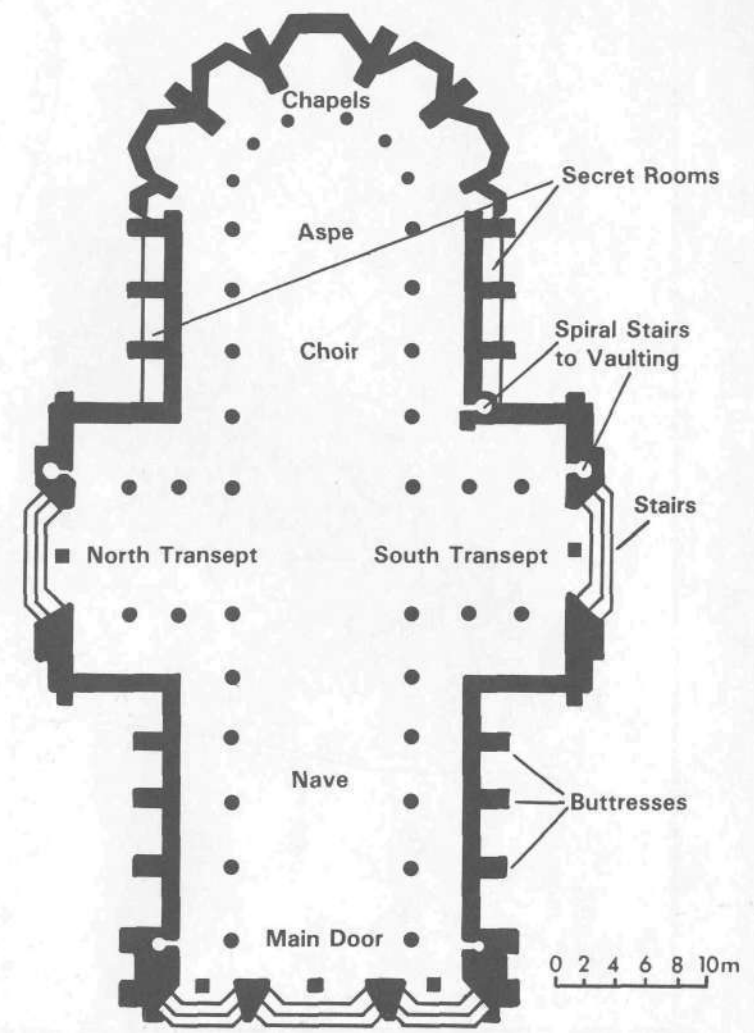 Chapels
Secret Rooms
Aspe
Spiral Stairs
to Vaulting
Choir
Stairs
North Transept
South Transept
Nave
Buttresses
Main Door
0 2 4 6 8 10m